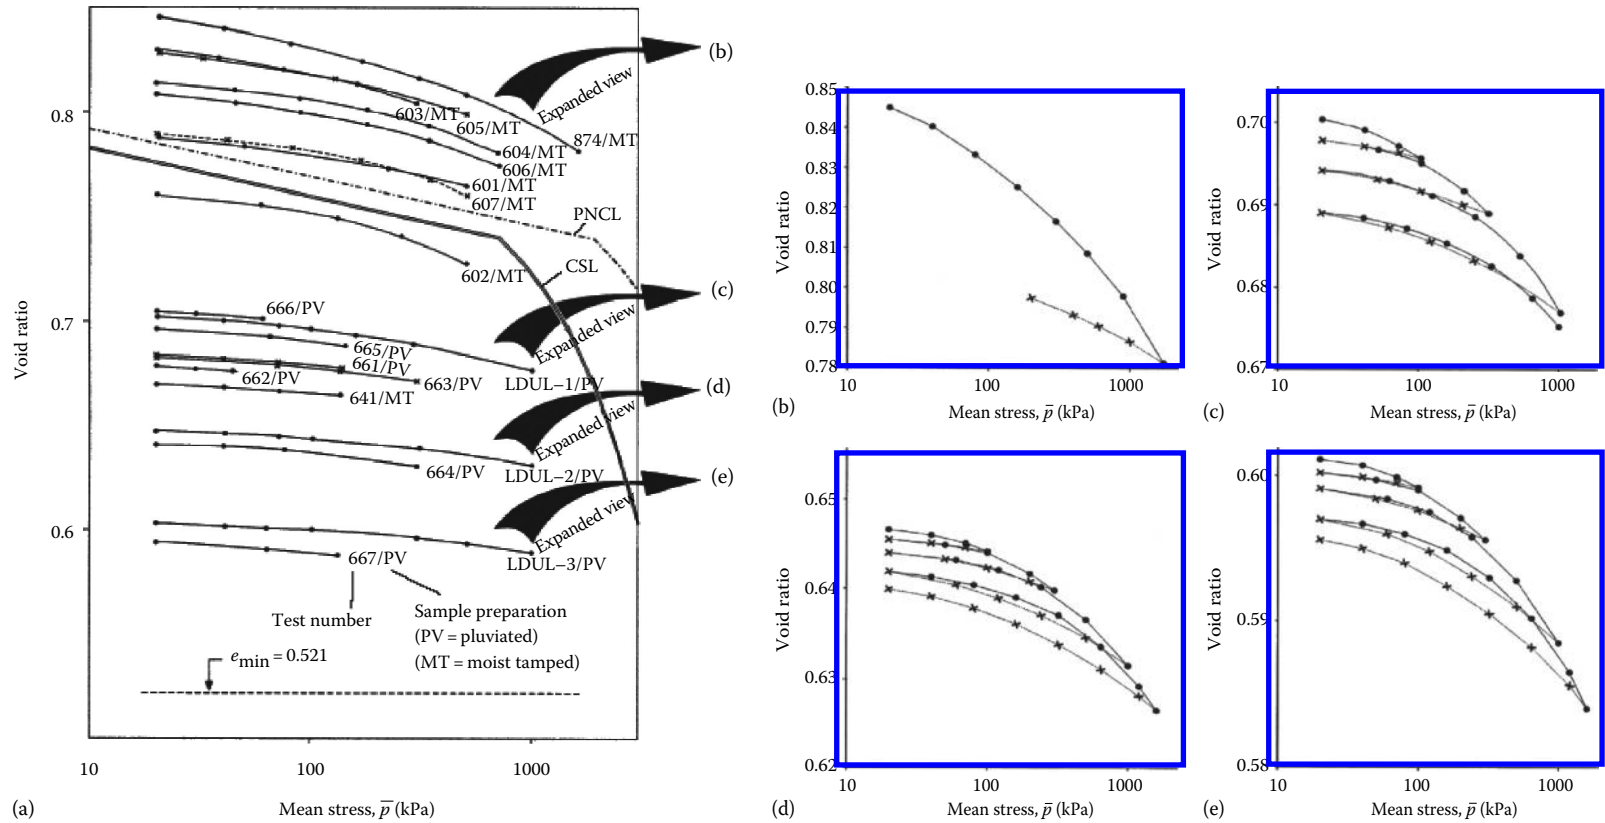 (b)
Expanded view
0.8
603/MT
605/MT
874/MT
604/MT
606/MT
601/MT
607/MT
PNCL
602/MT
CSL
(c)
Expanded view
0.7
666/PV
665/PV
661/PV
662/PV
663/PV
LDUL–1/PV
641/MT
(d)
Expanded view
664/PV
LDUL–2/PV
(e)
Expanded view
0.6
LDUL–3/PV
667/PV
Test number
Sample preparation
(PV = pluviated)
(MT = moist tamped)
e min = 0.521
Void ratio
10
100
1000
(a)
Mean stress, p̅ (kPa)
0.85
0.84
0.83
0.82
0.81
0.80
0.79
0.78
Void ratio
10
100
1000
(b)
Mean stress, p̅ (kPa)
0.70
0.69
0.68
0.67
Void ratio
10
100
1000
(c)
Mean stress, p̅ (kPa)
0.65
0.64
0.63
0.62
Void ratio
10
100
1000
(d)
Mean stress, p̅ (kPa)
0.60
0.59
0.58
Void ratio
10
100
1000
(e)
Mean stress, p̅ (kPa)